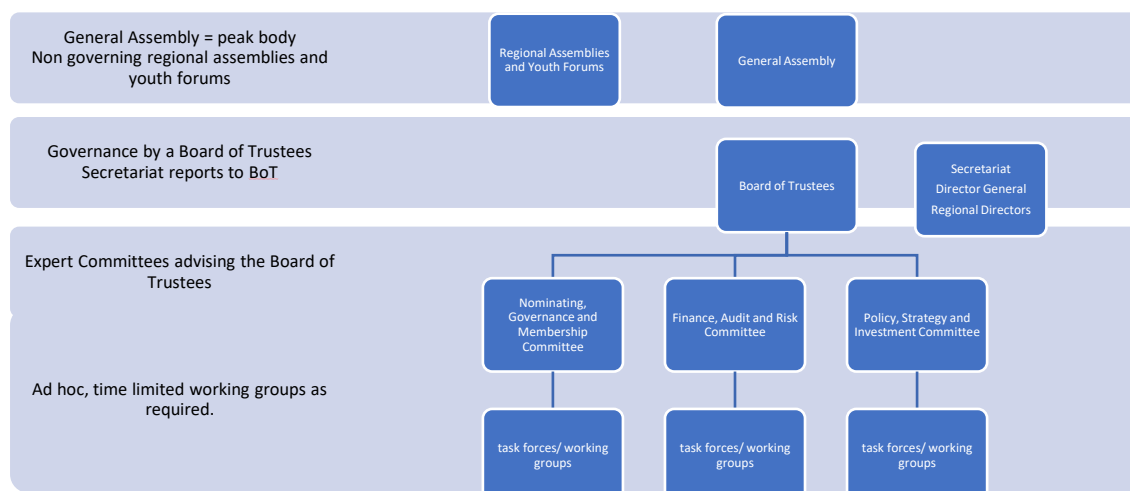 General Assembly = peak body
Non governing regional assemblies and
youth forums
Regional Assemblies
and Youth Forums
General Assembly
Governance by a Board of Trustees
Secretariat reports to BoT
Board of Trustees
Secretariat
Director General
Regional Directors
Expert Committees advising the Board of
Trustees
Nominating,
Governance and
Membership
Committee
Finance, Audit and Risk
Committee
Policy, Strategy and
Investment Committee
Ad hoc, time limited working groups as
required.
task forces/ working
groups
task forces/ working
groups
task forces/ working
groups